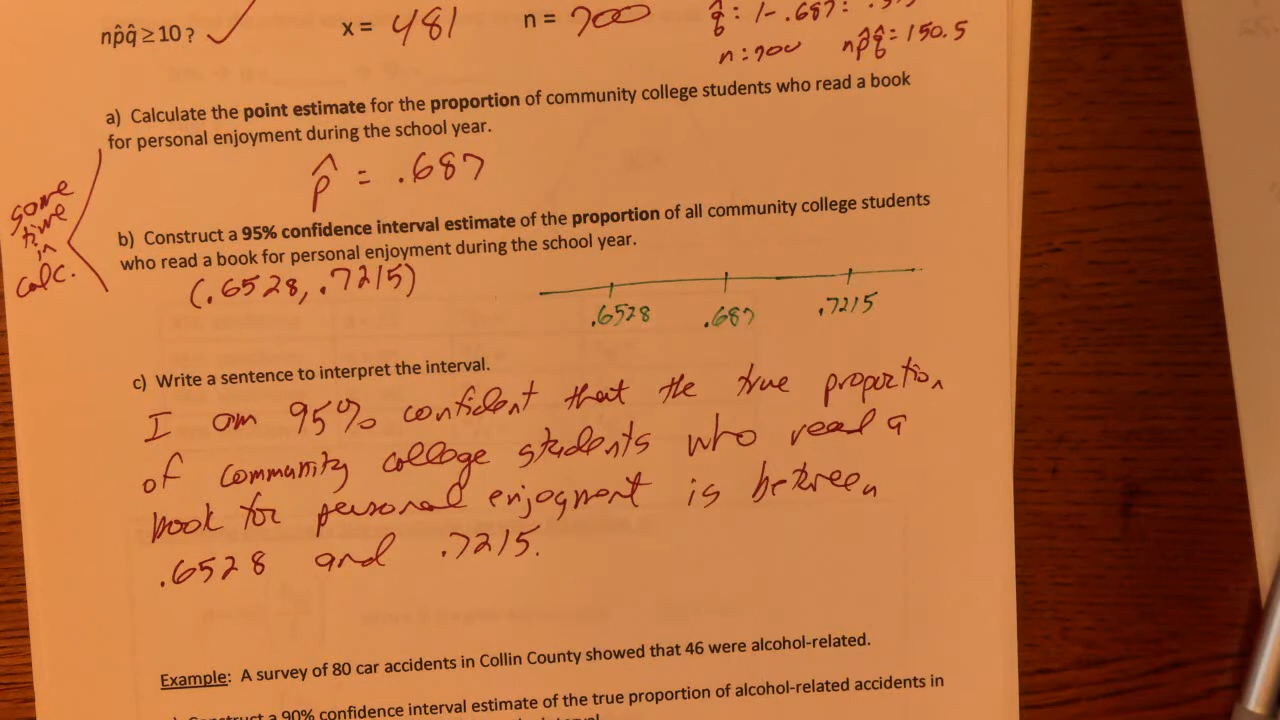 q̂ : 1 - .687 :
np̂q̂ ≥ 10 ? ✓ x = 481 n = 700
n : 700 np̂q̂ = 150.5
a) Calculate the point estimate for the proportion of community college students who read a book
for personal enjoyment during the school year.
p̂ = .687
some
time
in
calc.
b) Construct a 95% confidence interval estimate of the proportion of all community college students
who read a book for personal enjoyment during the school year.
(.6528, .7215)
.6528 .687 .7215
c) Write a sentence to interpret the interval.
I am 95% confident that the true proportion
of community college students who read a
book for personal enjoyment is between
.6528 and .7215.
Example: A survey of 80 car accidents in Collin County showed that 46 were alcohol-related.
a 90% confidence interval estimate of the true proportion of alcohol-related accidents in